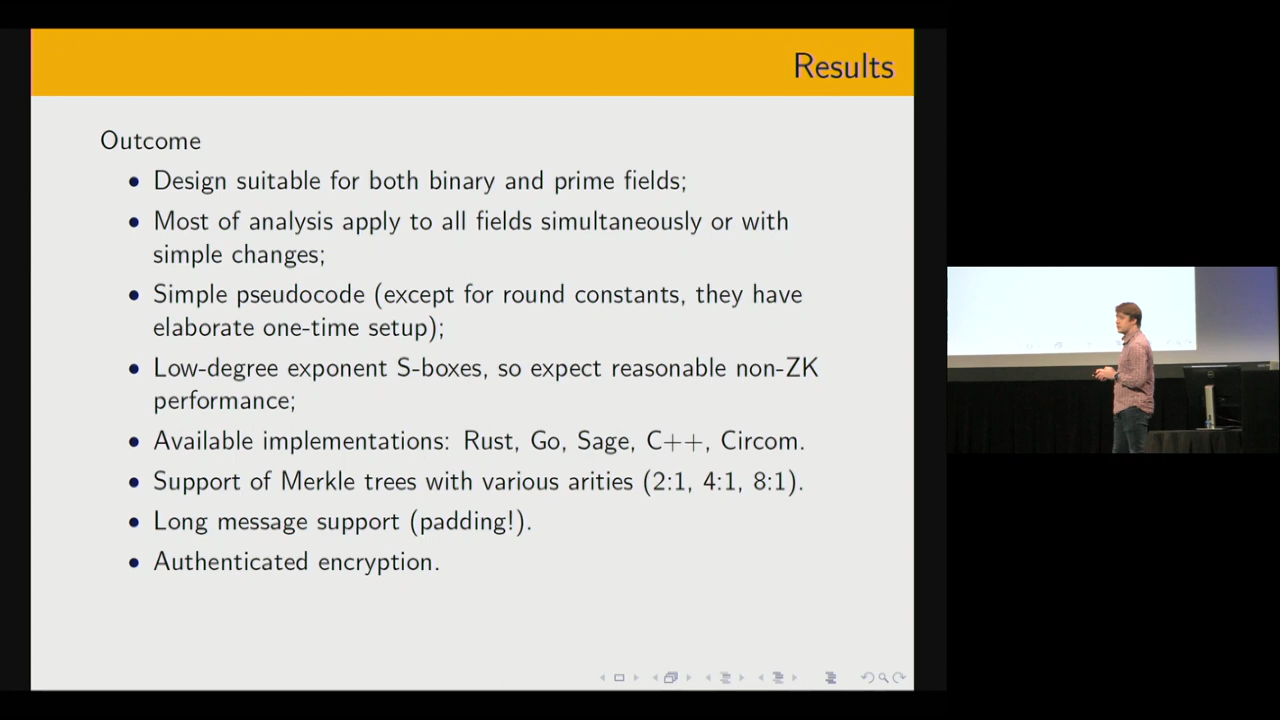 Results
Outcome
• Design suitable for both binary and prime fields;
• Most of analysis apply to all fields simultaneously or with
simple changes;
• Simple pseudocode (except for round constants, they have
elaborate one-time setup);
• Low-degree exponent S-boxes, so expect reasonable non-ZK
performance;
• Available implementations: Rust, Go, Sage, C++, Circom.
• Support of Merkle trees with various arities (2:1, 4:1, 8:1).
• Long message support (padding!).
• Authenticated encryption.